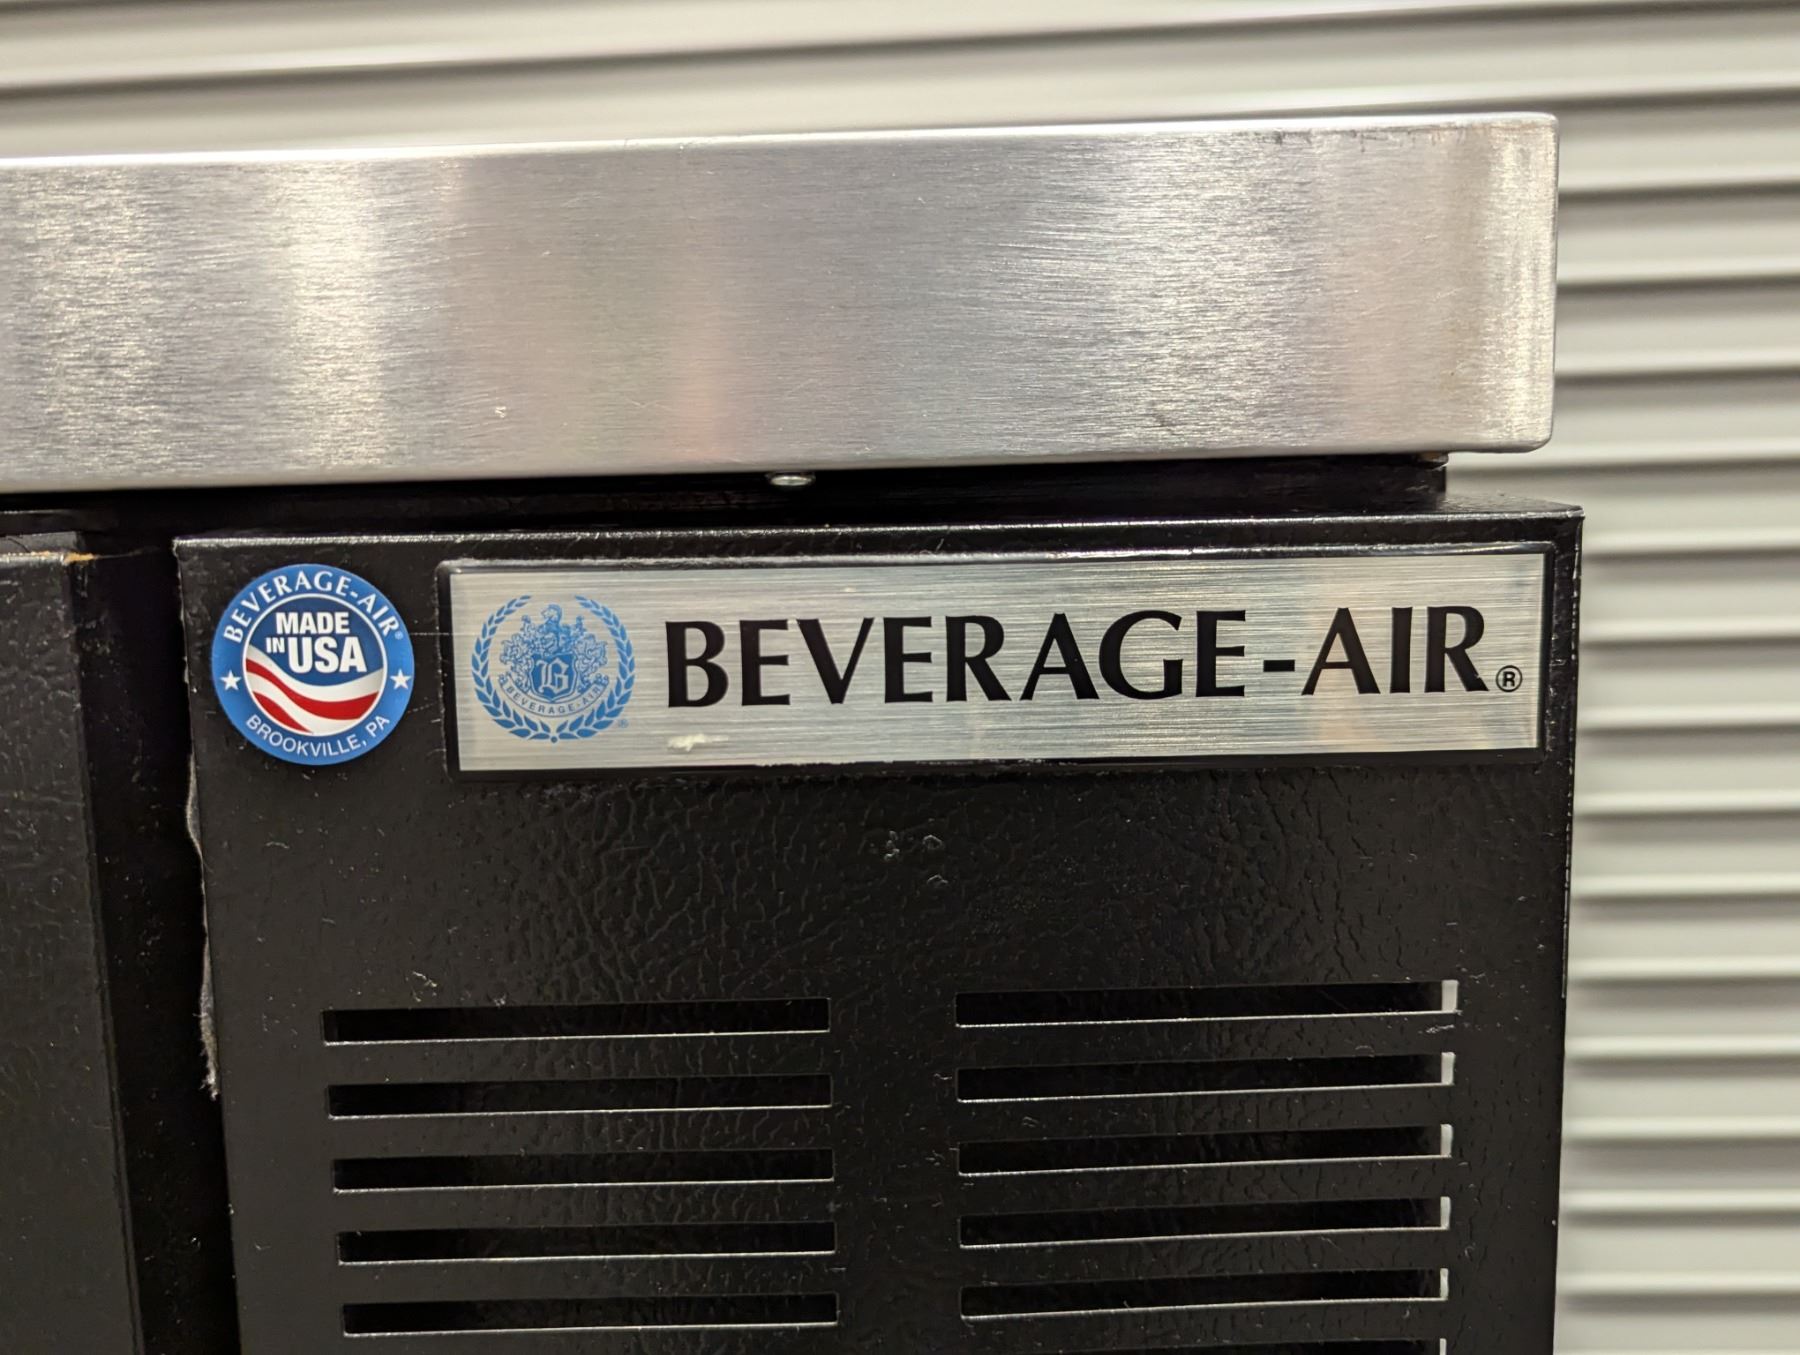 BEVERAGE-AIR®
MADE
IN USA
BROOKVILLE, PA
B
BEVERAGE-AIR
®
BEVERAGE-AIR®